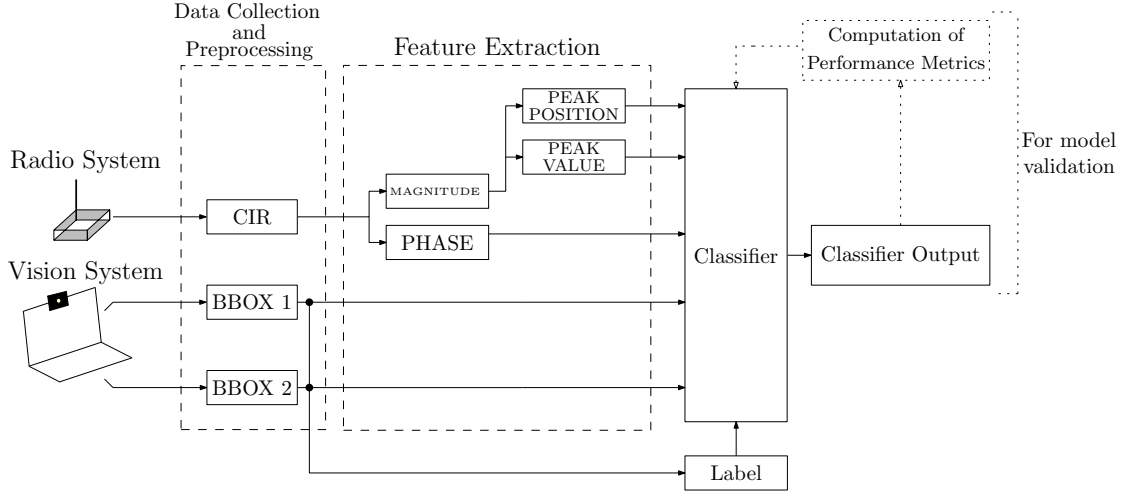 Data Collection
and
Preprocessing
Feature Extraction
Computation of
Performance Metrics
PEAK
POSITION
PEAK
VALUE
For model
validation
Radio System
MAGNITUDE
CIR
PHASE
Classifier
Classifier Output
Vision System
BBOX 1
BBOX 2
Label